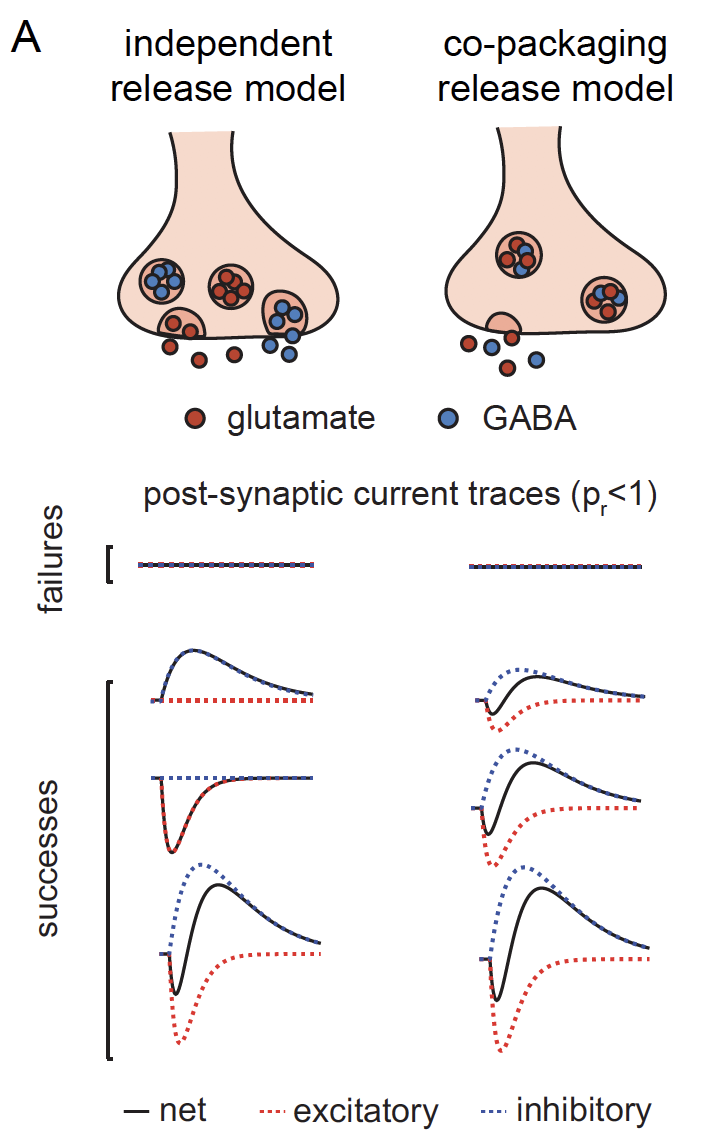 A
independent
release model
co-packaging
release model
glutamate
GABA
post-synaptic current traces (pr<1)
failures
successes
net
excitatory
inhibitory